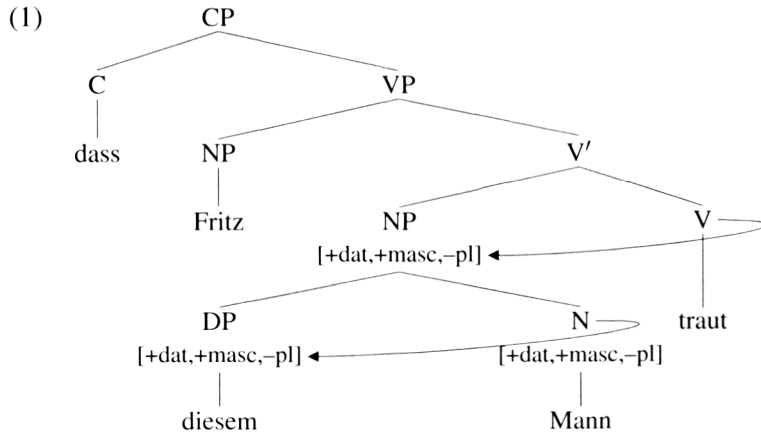 (1) CP
C VP
dass NP V′
Fritz NP V
[+dat,+masc,–pl]
DP N traut
[+dat,+masc,–pl] [+dat,+masc,–pl]
diesem Mann